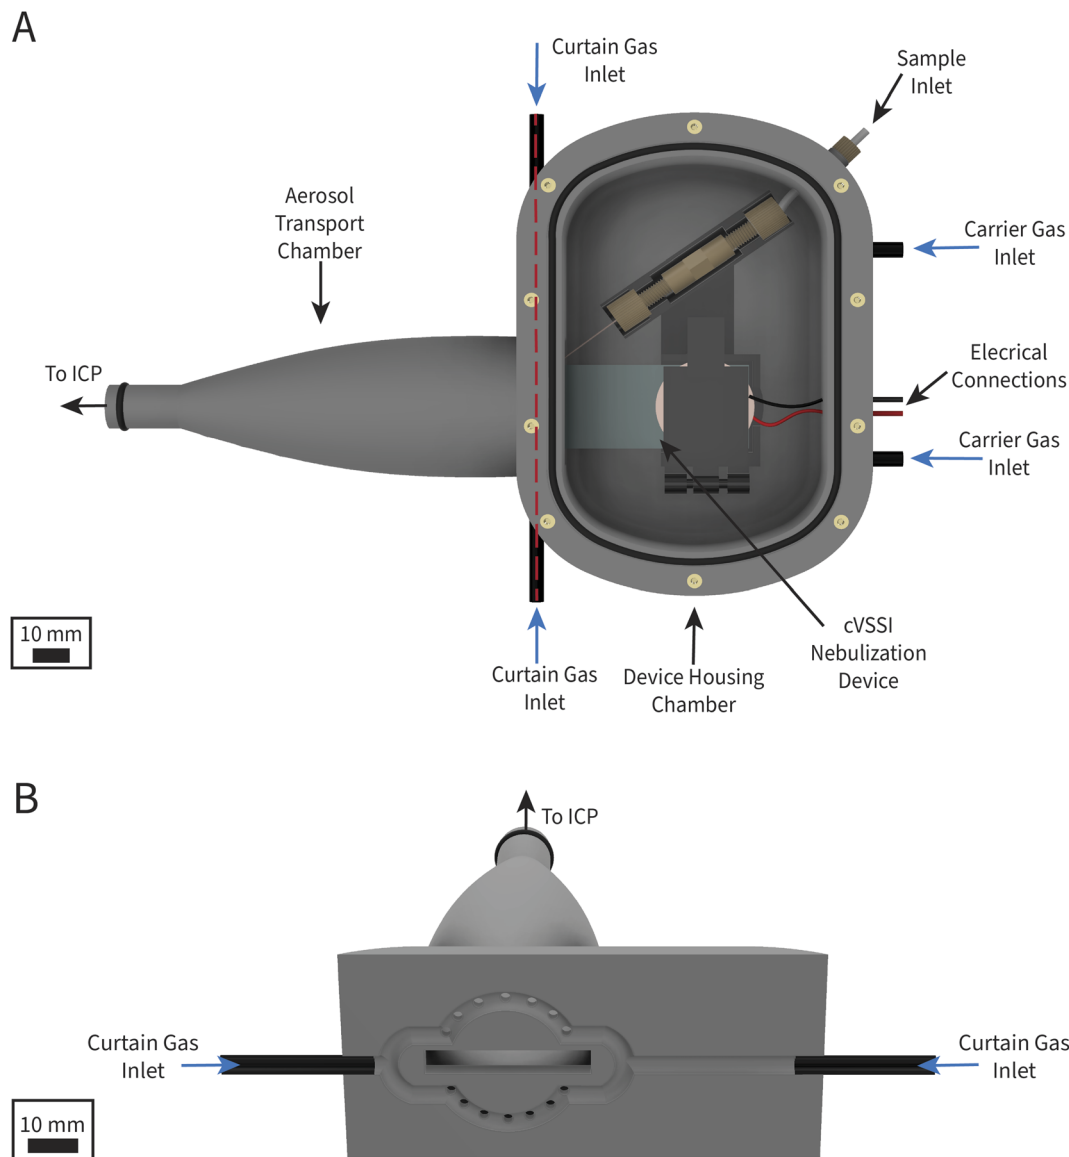 A
Curtain Gas
Inlet
Sample
Inlet
Aerosol
Transport
Chamber
Carrier Gas
Inlet
To ICP
Elecrical
Connections
Carrier Gas
Inlet
10 mm
cVSSI
Nebulization
Device
Curtain Gas
Inlet
Device Housing
Chamber
B
To ICP
Curtain Gas
Inlet
Curtain Gas
Inlet
10 mm